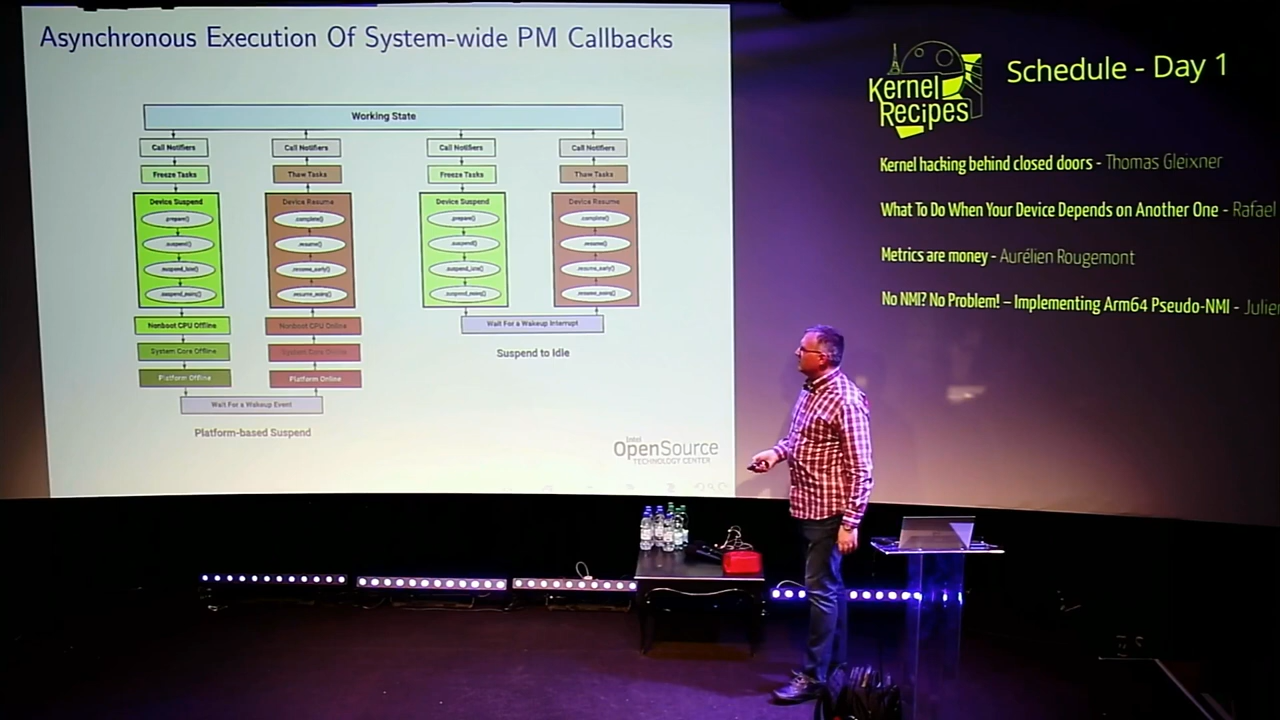 Asynchronous Execution Of System-wide PM Callbacks
Working State
Call Notifiers
Freeze Tasks
Device Suspend
.prepare()
.suspend()
.suspend_late()
.suspend_noirq()
Nonboot CPU Offline
System Core Offline
Platform Offline
Call Notifiers
Thaw Tasks
Device Resume
.complete()
.resume()
.resume_early()
.resume_noirq()
Nonboot CPU Online
System Core Online
Platform Online
Wait For a Wakeup Event
Platform-based Suspend
Call Notifiers
Freeze Tasks
Device Suspend
.prepare()
.suspend()
.suspend_late()
.suspend_noirq()
Call Notifiers
Thaw Tasks
Device Resume
.complete()
.resume()
.resume_early()
.resume_noirq()
Wait For a Wakeup Interrupt
Suspend to Idle
Intel
OpenSource
TECHNOLOGY CENTER
Kernel
Recipes
Schedule - Day 1
Kernel hacking behind closed doors - Thomas Gleixner
What To Do When Your Device Depends on Another One - Rafael
Metrics are money - Aurélien Rougemont
No NMI? No Problem! – Implementing Arm64 Pseudo-NMI - Julien